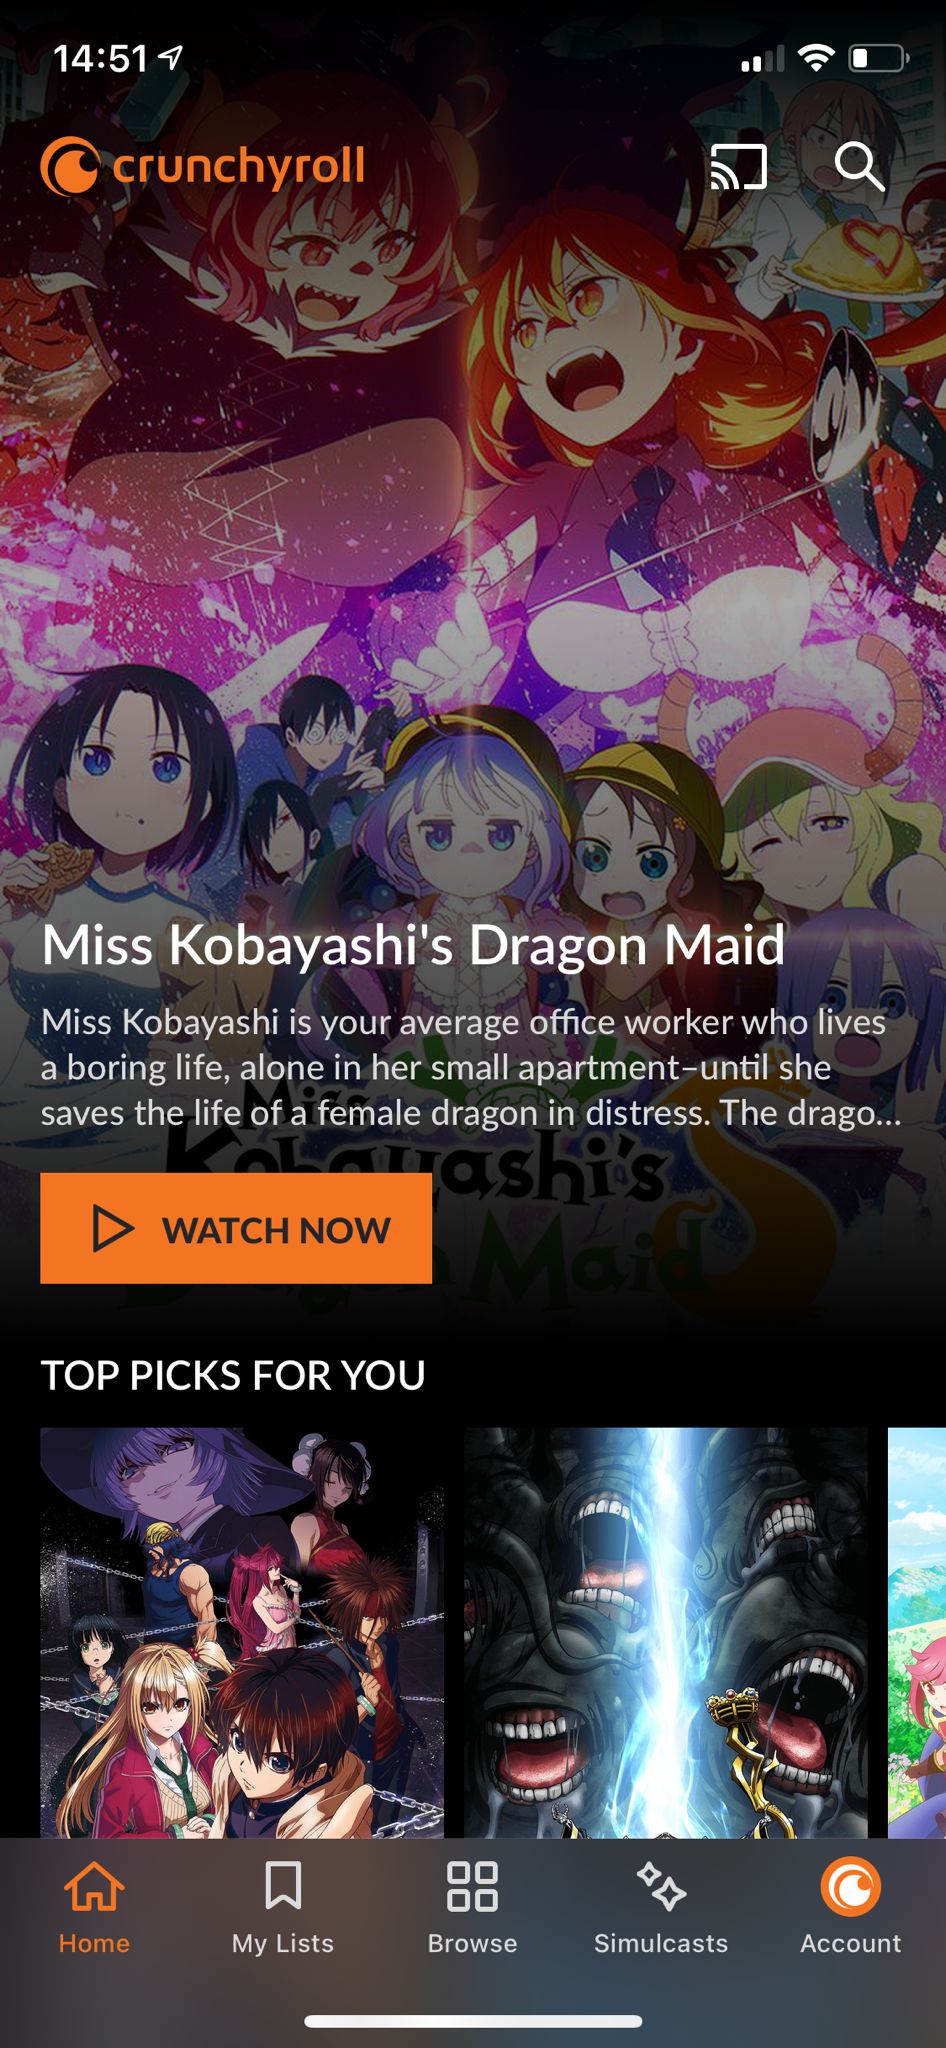 14:51
crunchyroll
Miss Kobayashi's Dragon Maid
Miss Kobayashi is your average office worker who lives
a boring life, alone in her small apartment–until she
saves the life of a female dragon in distress. The drago...
Miss
Kobayashi's
Dragon Maid S
WATCH NOW
TOP PICKS FOR YOU
Home
My Lists
Browse
Simulcasts
Account